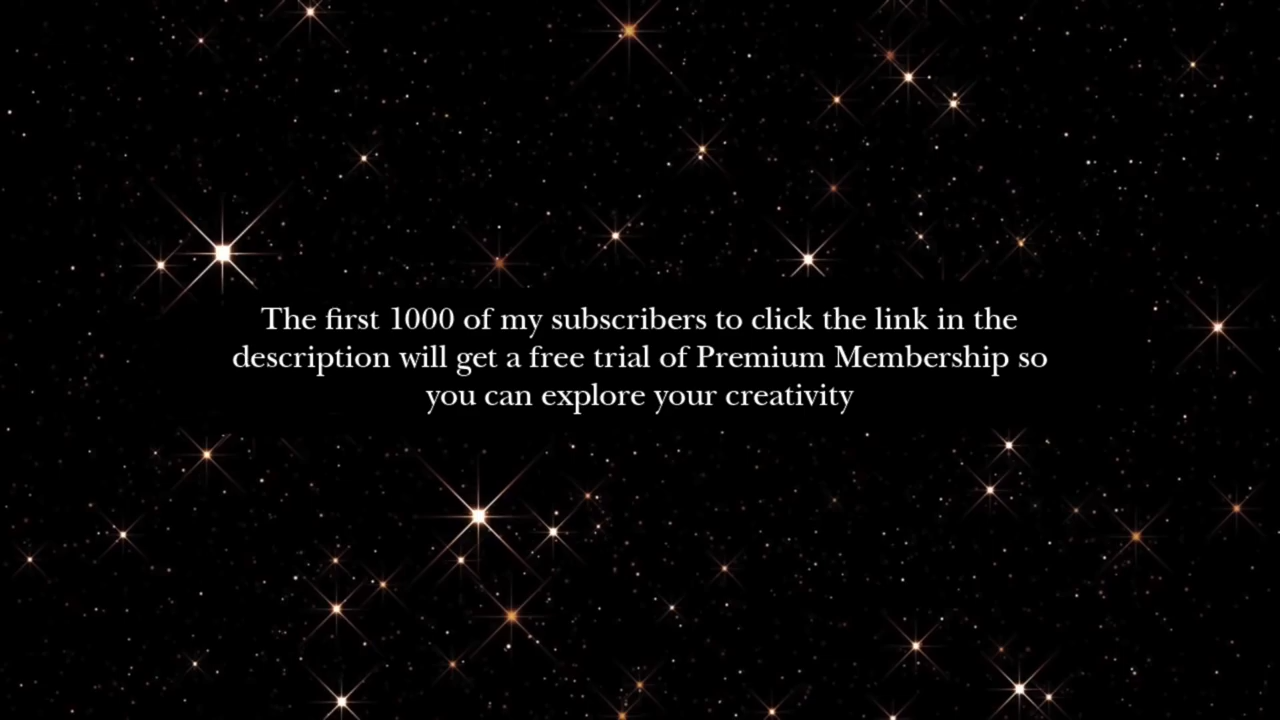 The first 1000 of my subscribers to click the link in the
description will get a free trial of Premium Membership so
you can explore your creativity